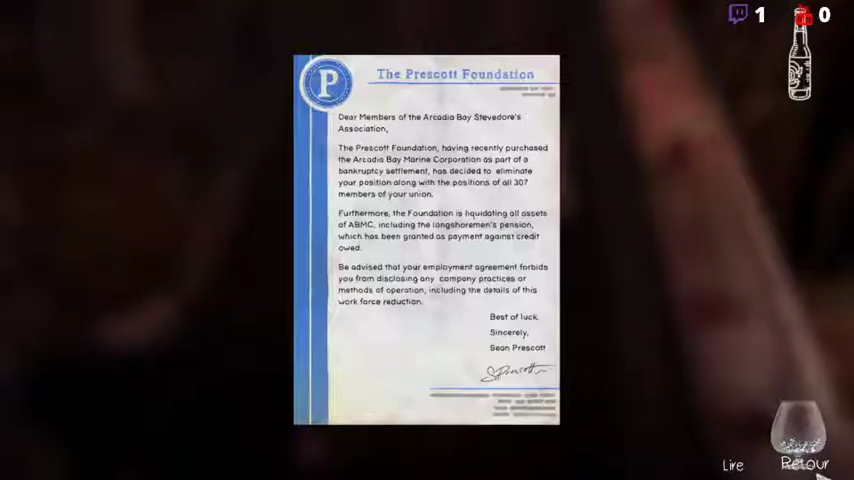 1
0
P
The Prescott Foundation
Dear Members of the Arcadia Bay Stevedore's
Association,
The Prescott Foundation, having recently purchased
the Arcadia Bay Marine Corporation as part of a
bankruptcy settlement, has decided to eliminate
your position along with the positions of all 307
members of your union.
Furthermore, the Foundation is liquidating all assets
of ABMC, including the longshoremen's pension,
which has been granted as payment against credit
owed.
Be advised that your employment agreement forbids
you from disclosing any company practices or
methods of operation, including the details of this
work force reduction.
Best of luck.
Sincerely,
Sean Prescott
SPrescott
Lire
Retour